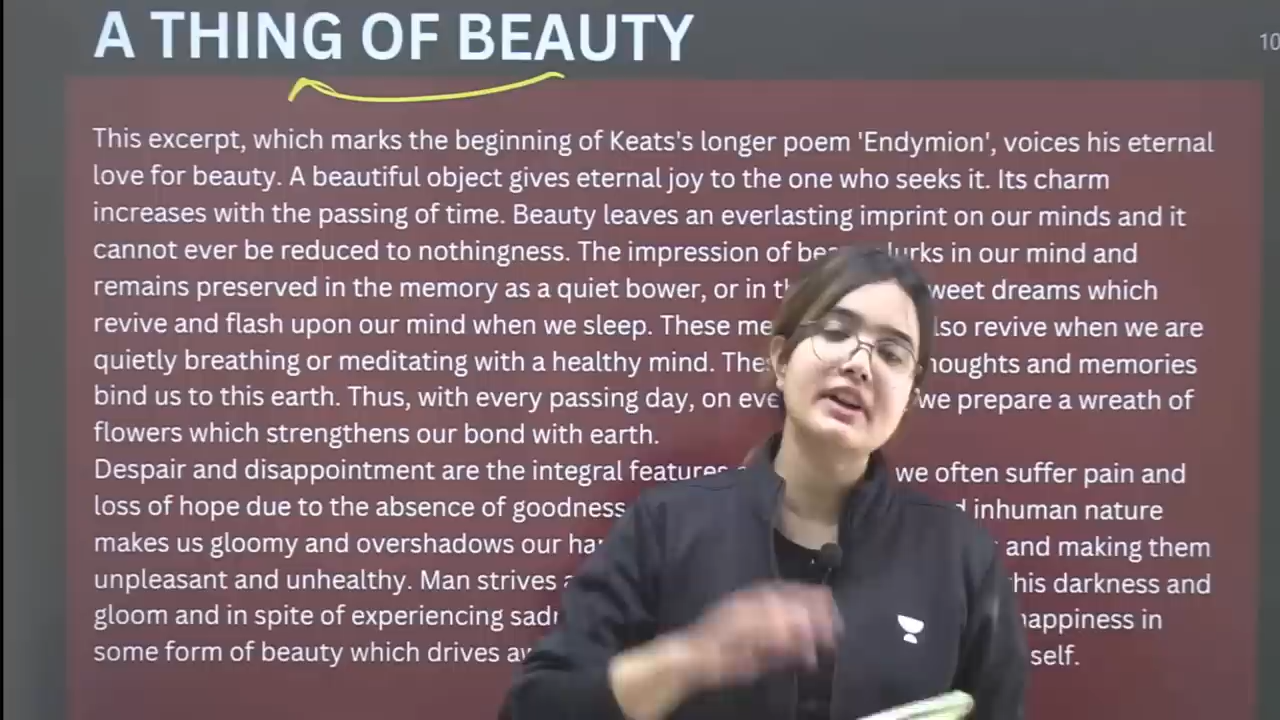 A THING OF BEAUTY
10
This excerpt, which marks the beginning of Keats's longer poem 'Endymion', voices his eternal
love for beauty. A beautiful object gives eternal joy to the one who seeks it. Its charm
increases with the passing of time. Beauty leaves an everlasting imprint on our minds and it
cannot ever be reduced to nothingness. The impression of lurks in our mind and
remains preserved in the memory as a quiet bower, or in sweet dreams which
revive and flash upon our mind when we sleep. These also revive when we are
quietly breathing or meditating with a healthy mind. thoughts and memories
bind us to this earth. Thus, with every passing day, on we prepare a wreath of
flowers which strengthens our bond with earth.
Despair and disappointment are the integral features we often suffer pain and
loss of hope due to the absence of goodness inhuman nature
makes us gloomy and overshadows our and making them
unpleasant and unhealthy. Man strives this darkness and
gloom and in spite of experiencing happiness in
some form of beauty which drives self.